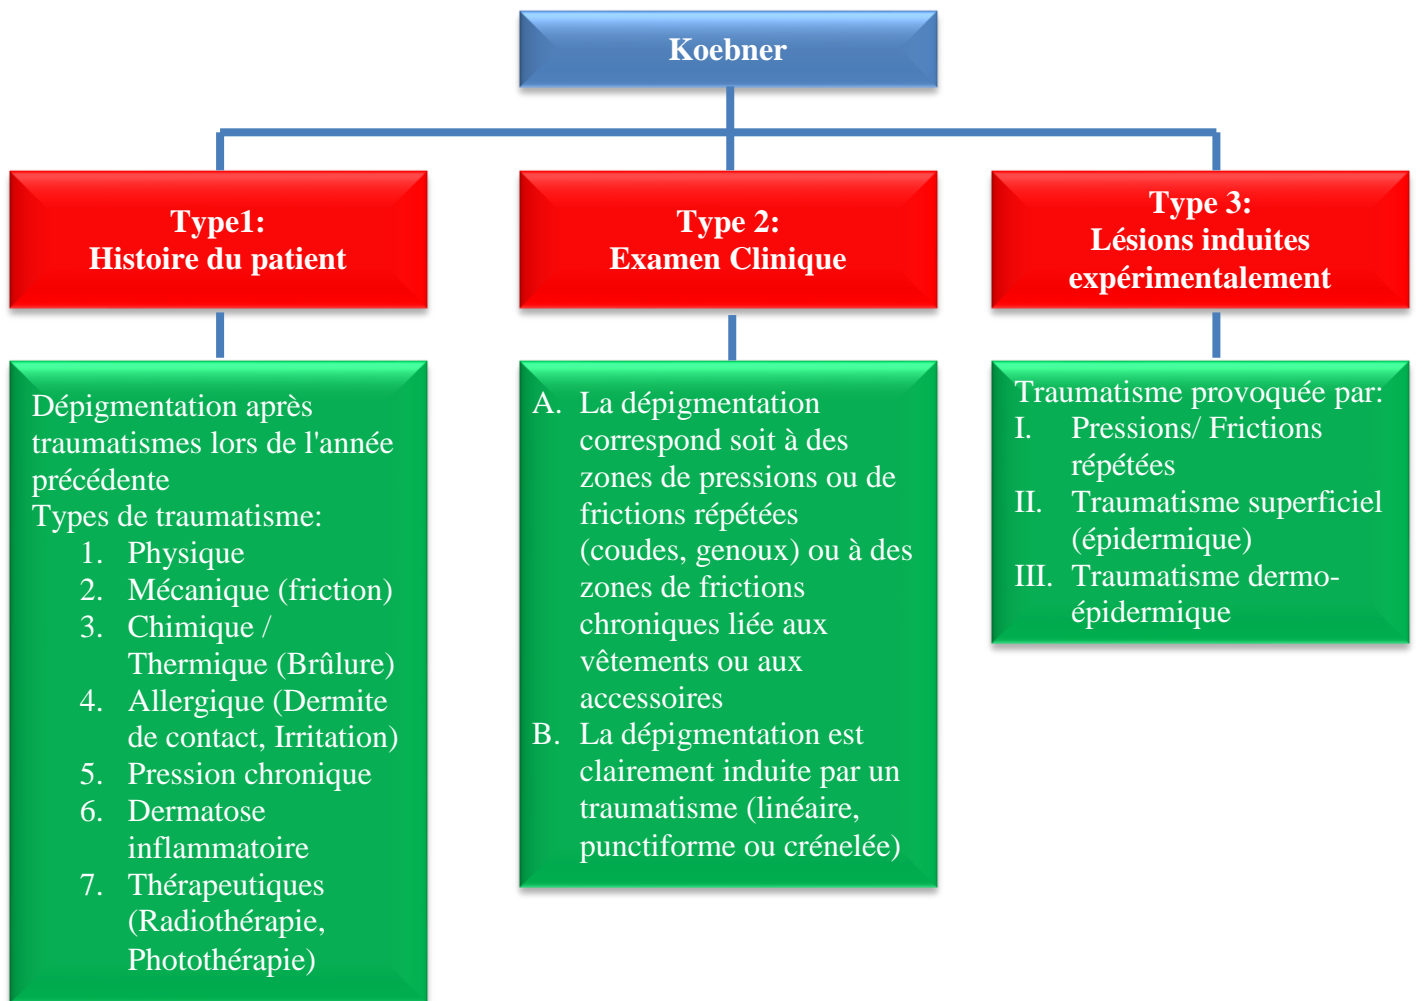 Koebner
Type1:
Histoire du patient
Type 2:
Examen Clinique
Type 3:
Lésions induites
expérimentalement
Dépigmentation après
traumatismes lors de l'année
précédente
Types de traumatisme:
1. Physique
2. Mécanique (friction)
3. Chimique /
Thermique (Brûlure)
4. Allergique (Dermite
de contact, Irritation)
5. Pression chronique
6. Dermatose
inflammatoire
7. Thérapeutiques
(Radiothérapie,
Photothérapie)
A. La dépigmentation
correspond soit à des
zones de pressions ou de
frictions répétées
(coudes, genoux) ou à des
zones de frictions
chroniques liée aux
vêtements ou aux
accessoires
B. La dépigmentation est
clairement induite par un
traumatisme (linéaire,
punctiforme ou crénelée)
Traumatisme provoquée par:
I. Pressions/ Frictions
répétées
II. Traumatisme superficiel
(épidermique)
III. Traumatisme dermo-
épidermique